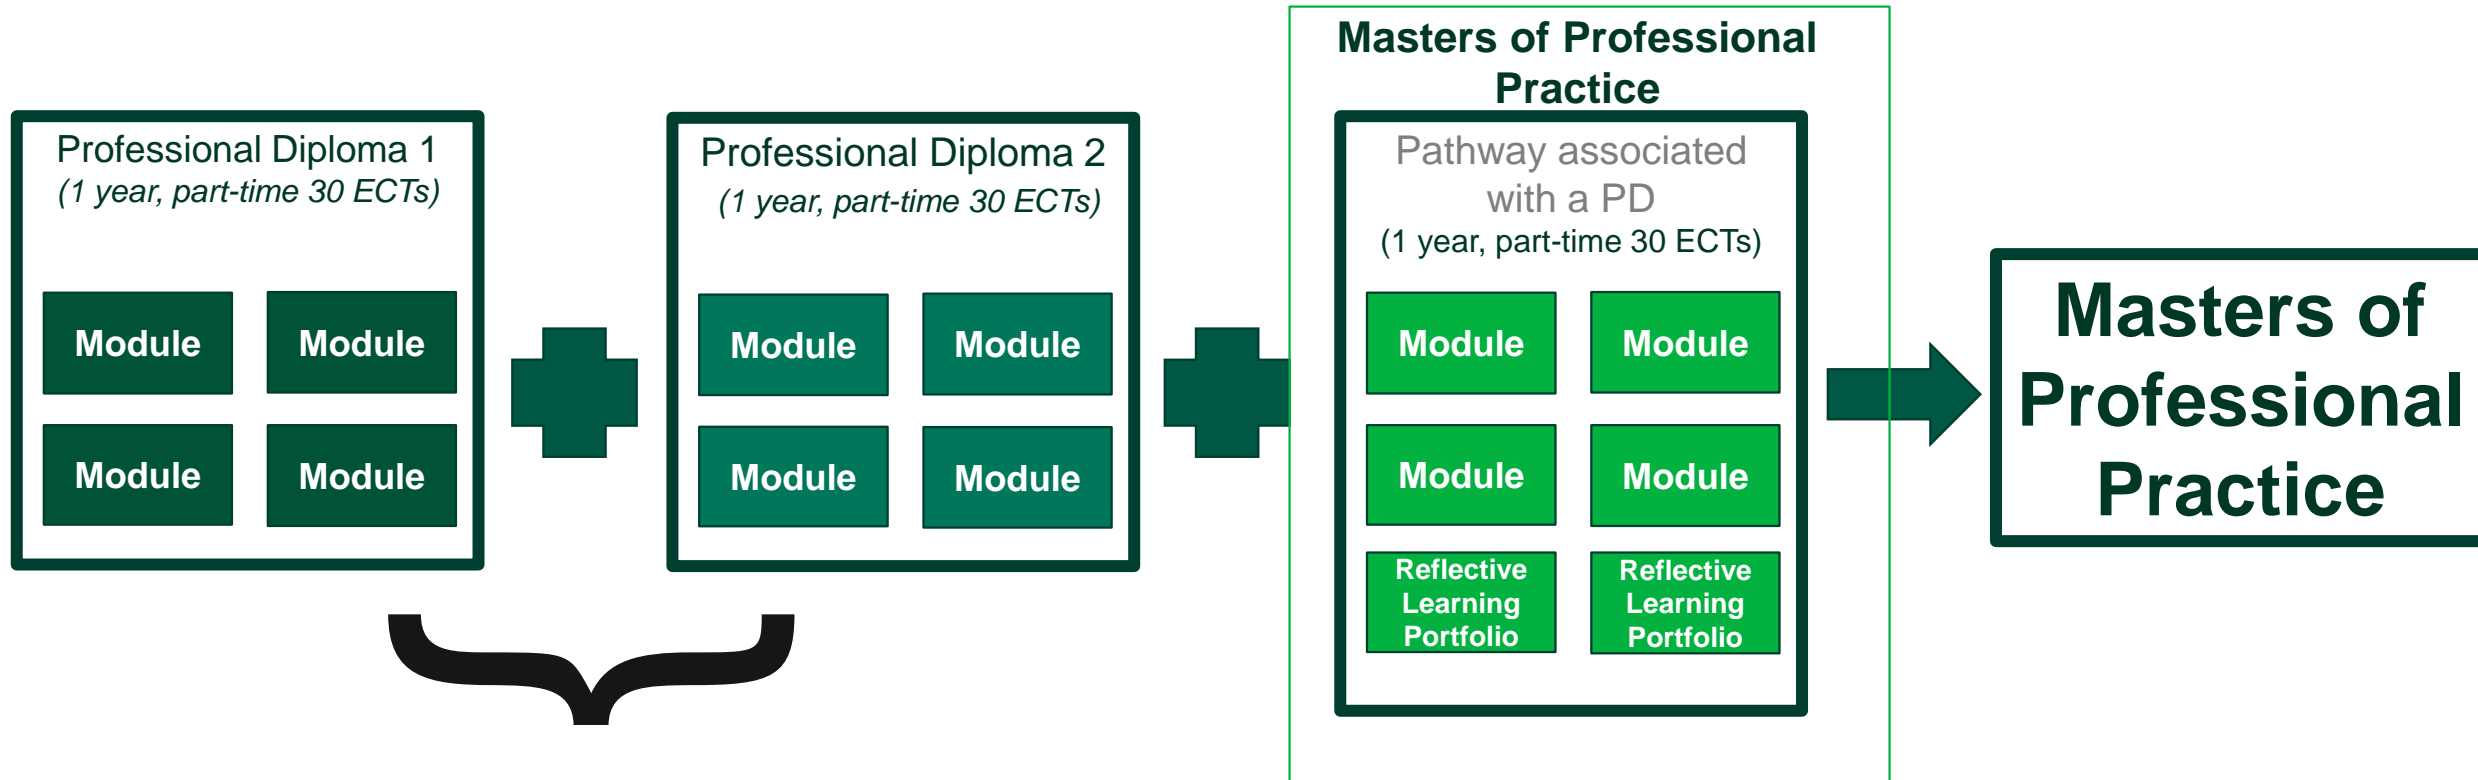 Masters of Professional
Practice
Professional Diploma 1
(1 year, part-time 30 ECTs)
Module Module
Module Module
Professional Diploma 2
(1 year, part-time 30 ECTs)
Module Module
Module Module
Pathway associated
with a PD
(1 year, part-time 30 ECTs)
Module Module
Module Module
Reflective Reflective
Learning Learning
Portfolio Portfolio
Masters of
Professional
Practice